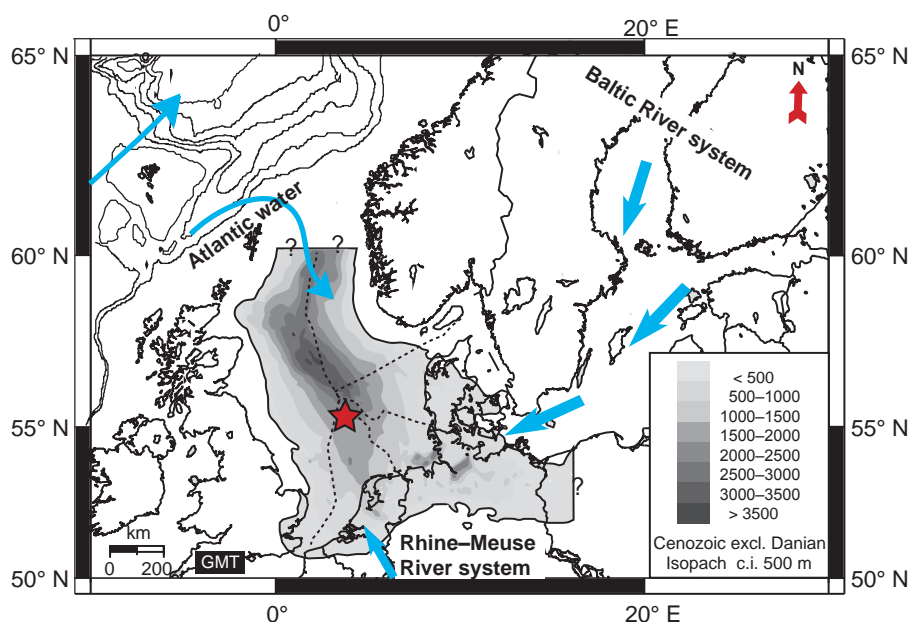 0°
20° E
65° N
65° N
N
Baltic River system
Atlantic water
60° N
60° N
?
?
< 500
500–1000
1000–1500
1500–2000
2000–2500
2500–3000
3000–3500
> 3500
Cenozoic excl. Danian
Isopach c.i. 500 m
55° N
55° N
?
km
0
200
GMT
Rhine–Meuse
River system
50° N
50° N
0°
20° E